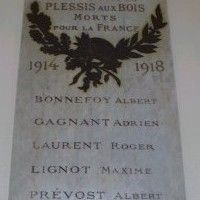 PLESSIS AUX BOIS
MORTS
POUR LA FRANCE
1914 1918
BONNEFOY ALBERT
GAGNANT ADRIEN
LAURENT ROGER
LIGNOT MAXIME
PRÉVOST ALBERT